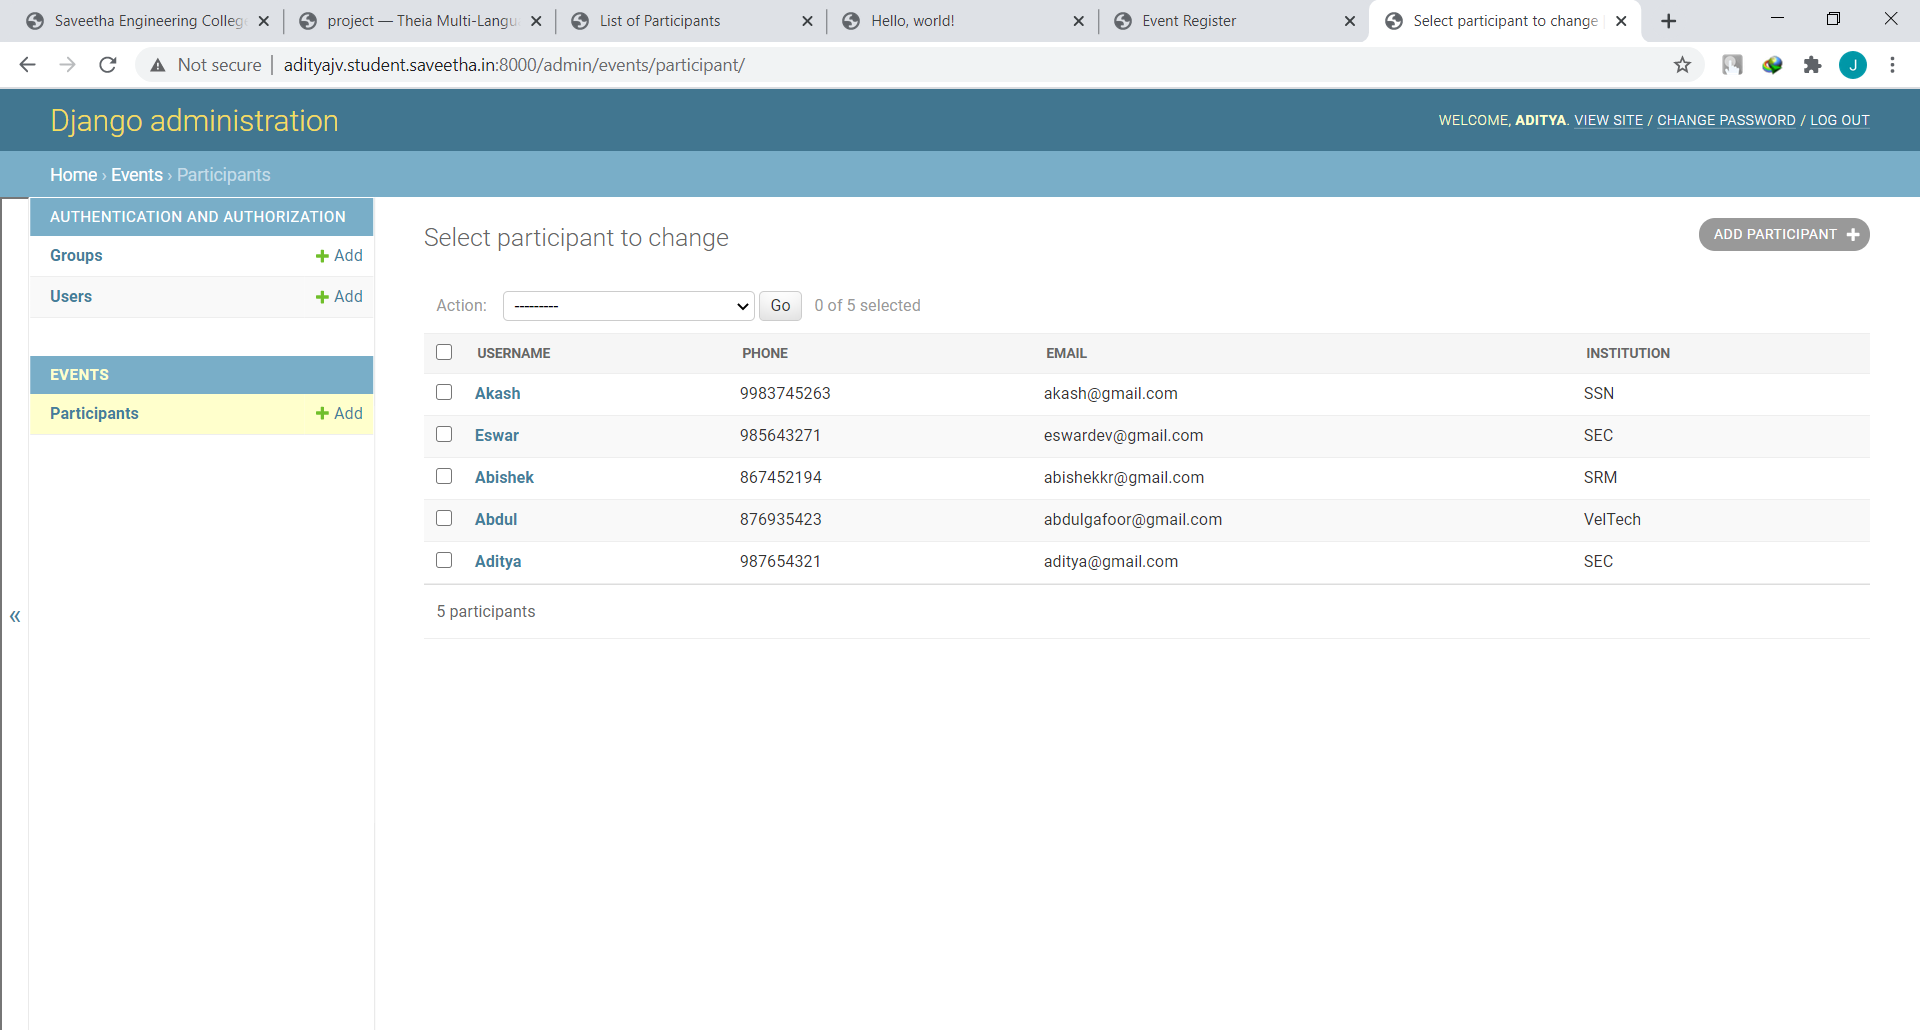 Saveetha Engineering Colleg
project — Theia Multi-Langu
List of Participants
Hello, world!
Event Register
Select participant to change
Not secure
adityajv.student.saveetha.in:8000/admin/events/participant/
J
Django administration
WELCOME, ADITYA. VIEW SITE / CHANGE PASSWORD / LOG OUT
Home › Events › Participants
AUTHENTICATION AND AUTHORIZATION
Groups + Add
Users + Add
EVENTS
Participants + Add
«
Select participant to change
ADD PARTICIPANT +
Action: --------- Go 0 of 5 selected
USERNAME PHONE EMAIL INSTITUTION
Akash 9983745263 akash@gmail.com SSN
Eswar 985643271 eswardev@gmail.com SEC
Abishek 867452194 abishekkr@gmail.com SRM
Abdul 876935423 abdulgafoor@gmail.com VelTech
Aditya 987654321 aditya@gmail.com SEC
5 participants